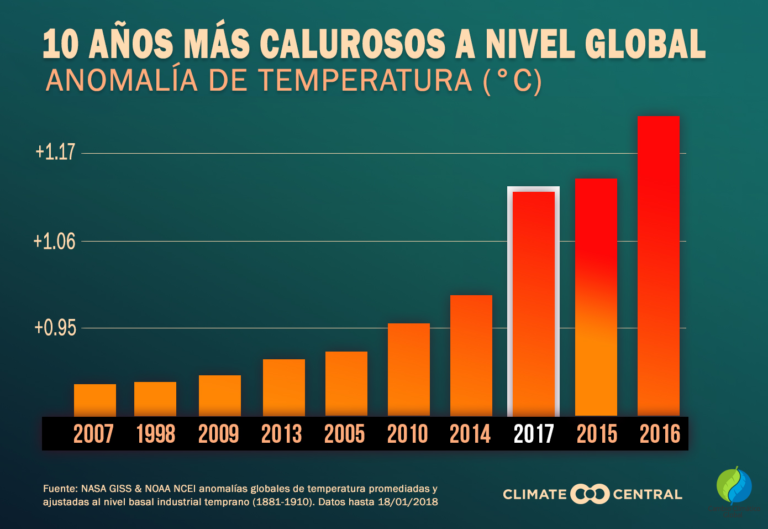 10 AÑOS MÁS CALUROSOS A NIVEL GLOBAL
ANOMALÍA DE TEMPERATURA (°C)
+1.17
+1.06
+0.95
2007 1998 2009 2013 2005 2010 2014 2017 2015 2016
Fuente: NASA GISS & NOAA NCEI anomalías globales de temperatura promediadas y
ajustadas al nivel basal industrial temprano (1881-1910). Datos hasta 18/01/2018
CLIMATE CENTRAL